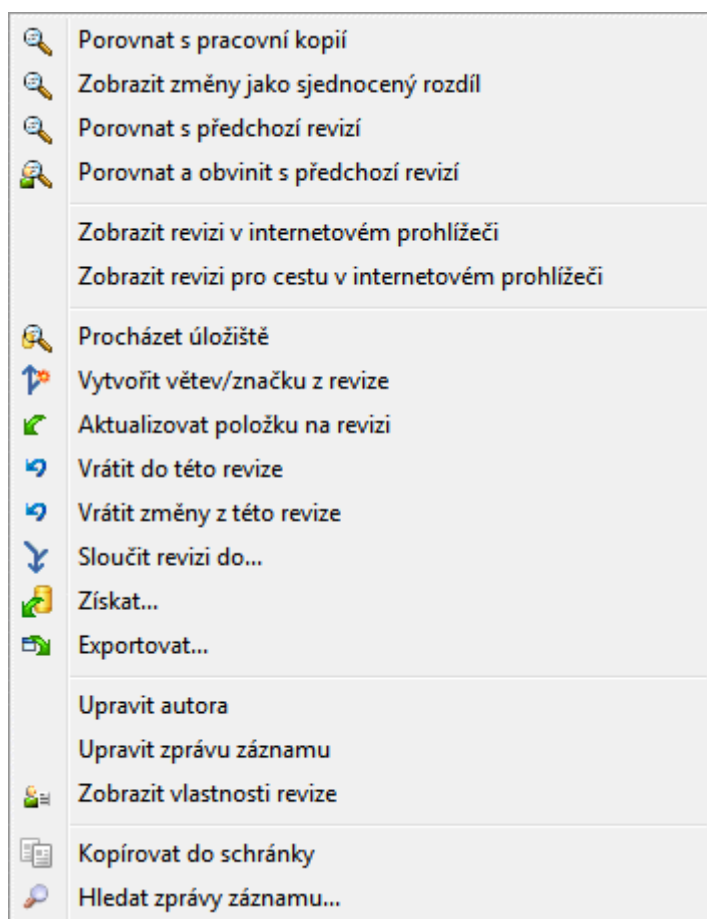 Porovnat s pracovní kopií
Zobrazit změny jako sjednocený rozdíl
Porovnat s předchozí revizí
Porovnat a obvinit s předchozí revizí
Zobrazit revizi v internetovém prohlížeči
Zobrazit revizi pro cestu v internetovém prohlížeči
Procházet úložiště
Vytvořit větev/značku z revize
Aktualizovat položku na revizi
Vrátit do této revize
Vrátit změny z této revize
Sloučit revizi do...
Získat...
Exportovat...
Upravit autora
Upravit zprávu záznamu
Zobrazit vlastnosti revize
Kopírovat do schránky
Hledat zprávy záznamu...